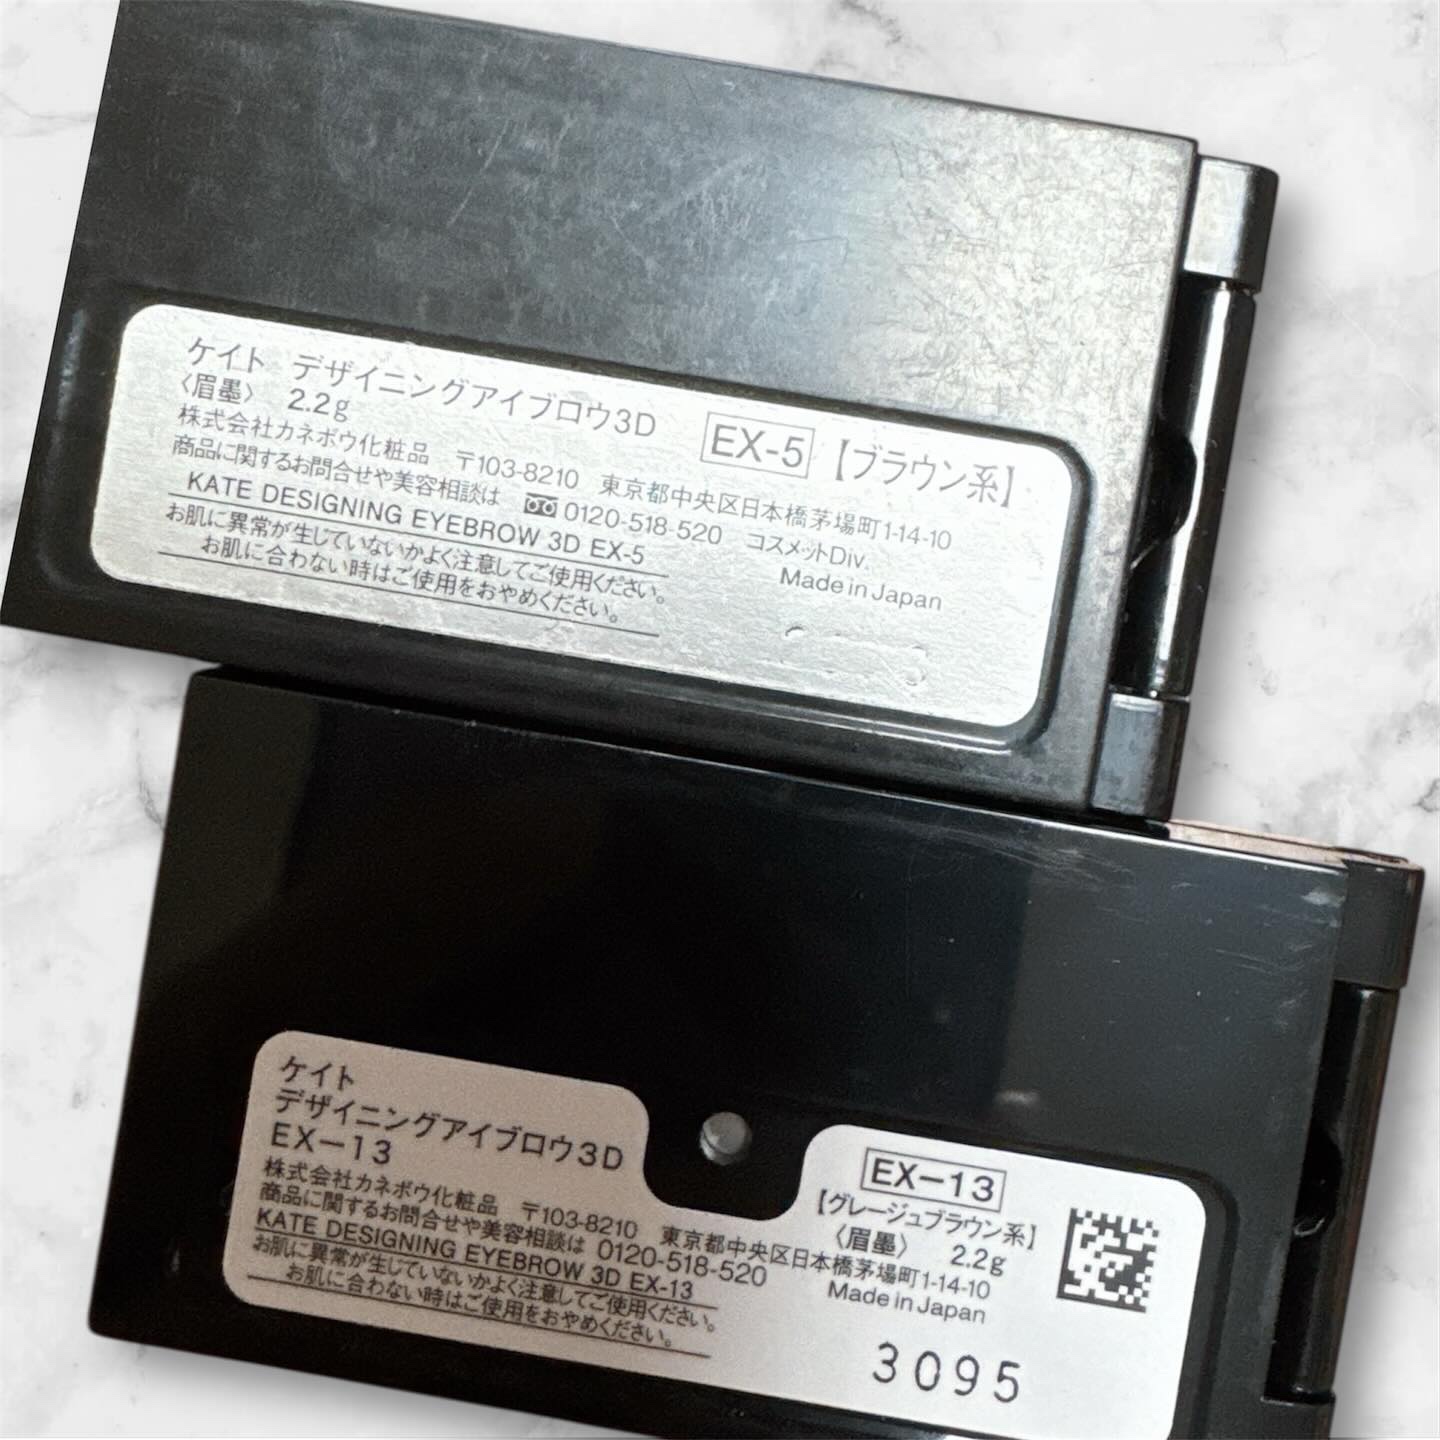 ケイト デザイニングアイブロウ3D EX-5 【ブラウン系】
〈眉墨〉 2.2g
株式会社カネボウ化粧品 〒103-8210 東京都中央区日本橋茅場町1-14-10
商品に関するお問合せや美容相談は 0120-518-520 コスメットDiv.
KATE DESIGNING EYEBROW 3D EX-5 Made in Japan
お肌に異常が生じていないかよく注意してご使用ください。
お肌に合わない時はご使用をおやめください。
ケイト
デザイニングアイブロウ3D
EX-13
EX-13
【グレージュブラウン系】
〈眉墨〉 2.2g
株式会社カネボウ化粧品 〒103-8210 東京都中央区日本橋茅場町1-14-10
商品に関するお問合せや美容相談は 0120-518-520 Made in Japan
KATE DESIGNING EYEBROW 3D EX-13
お肌に異常が生じていないかよく注意してご使用ください。
お肌に合わない時はご使用をおやめください。
3095